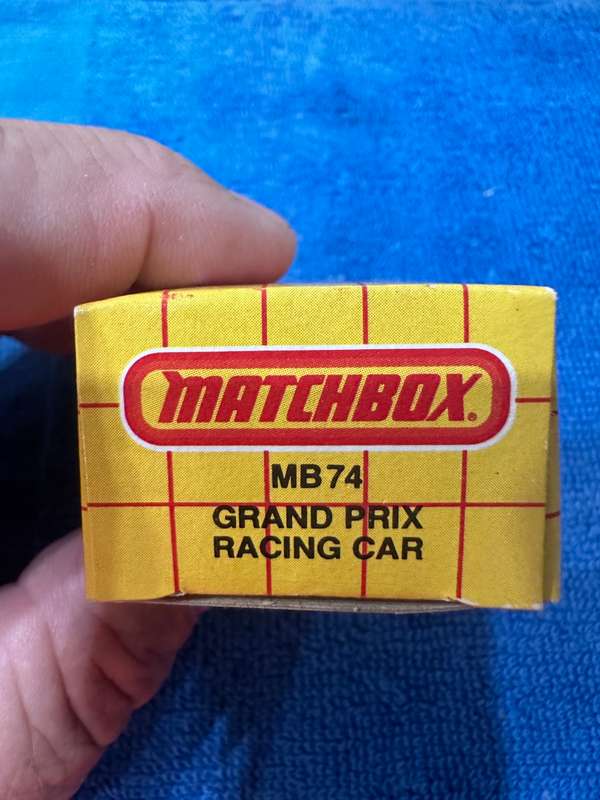 MATCHBOX®
MB74
GRAND PRIX
RACING CAR